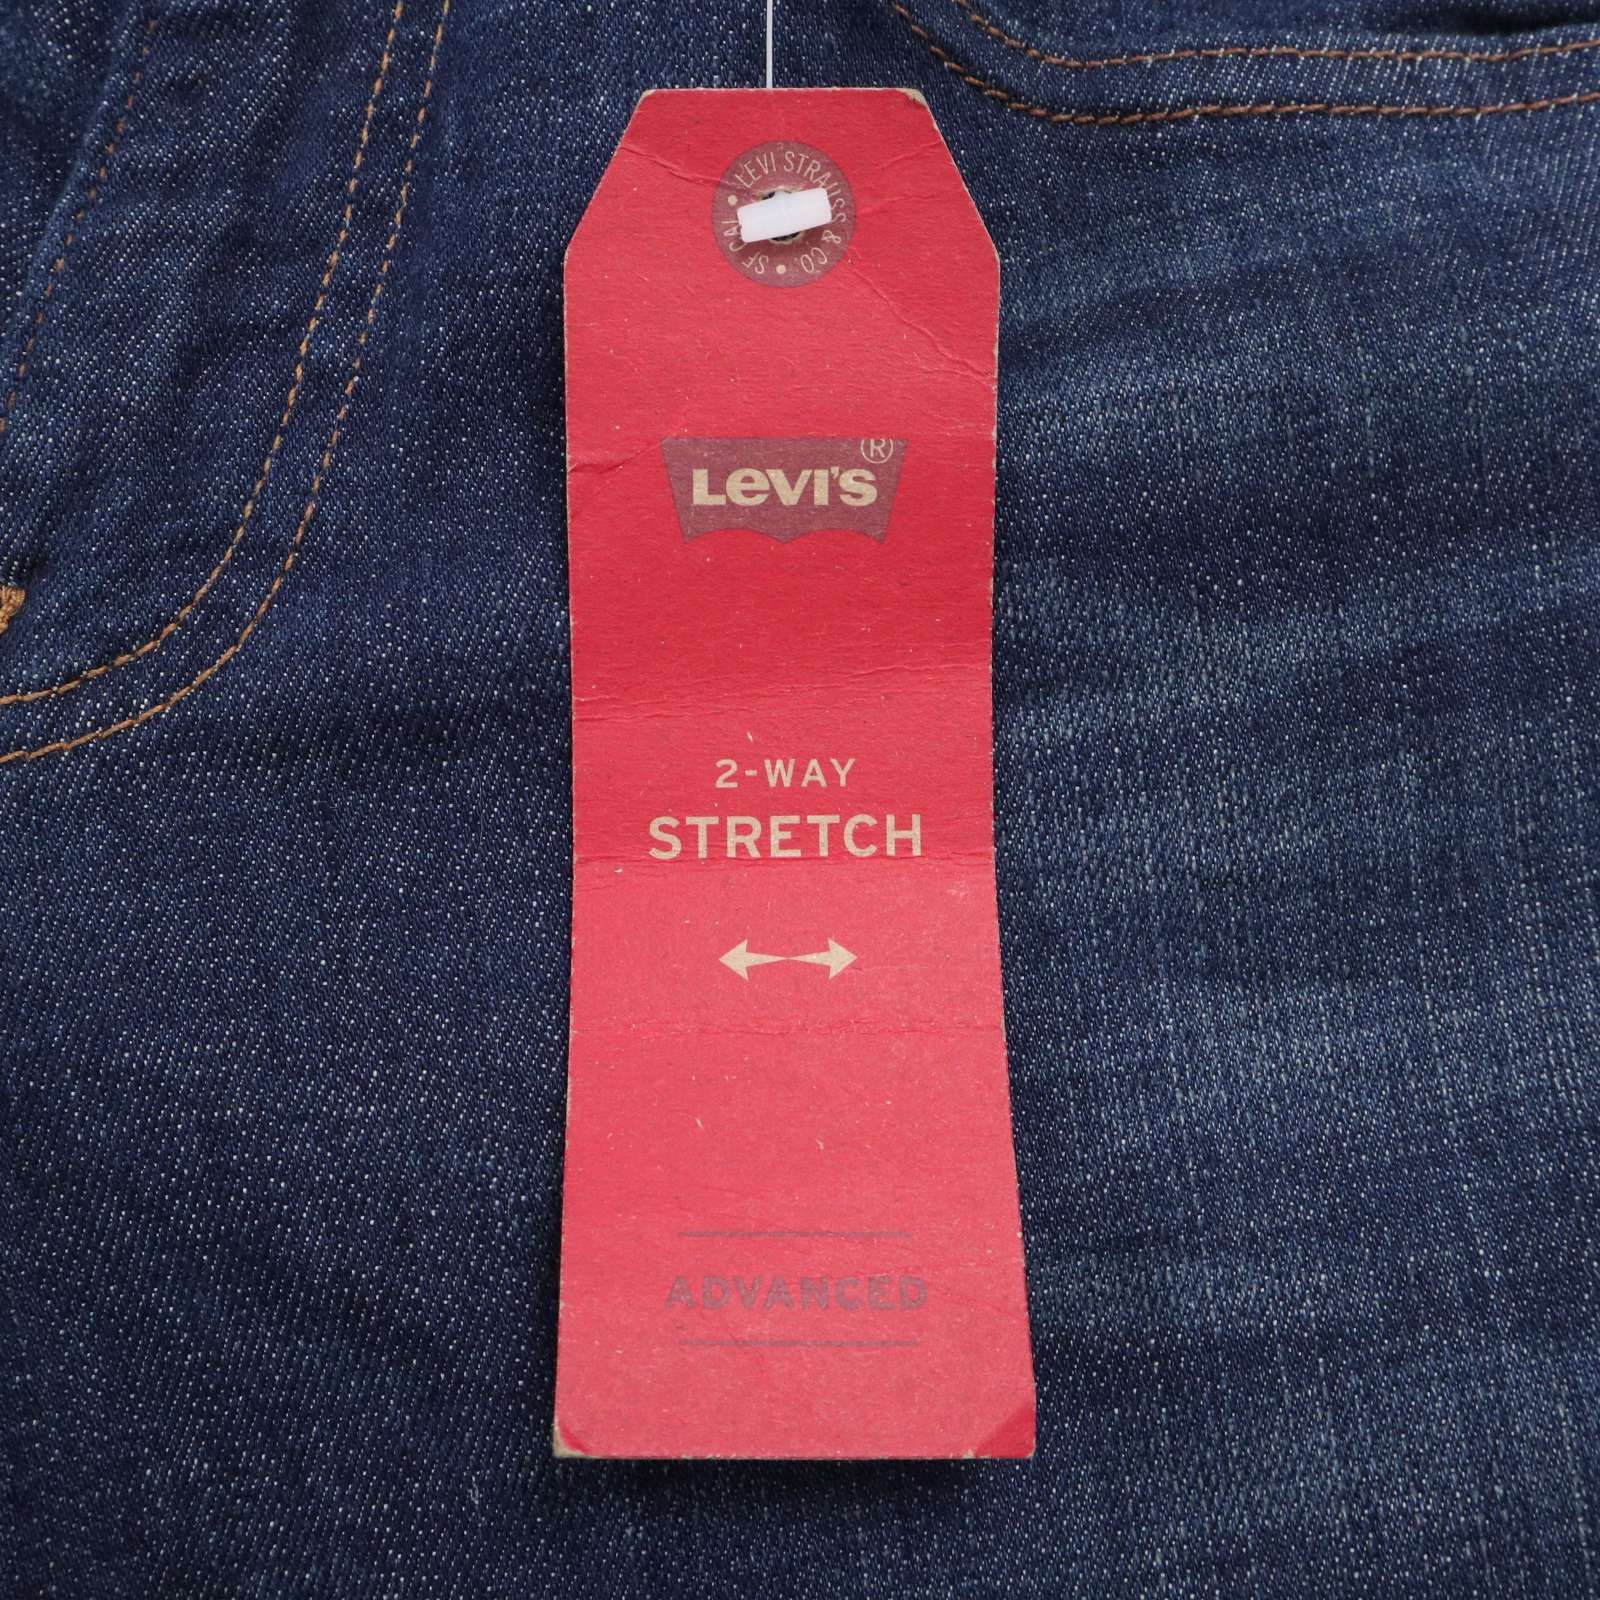 LEVI STRAUSS & CO. • SF CAL •
Levi's®
2-WAY
STRETCH
ADVANCED